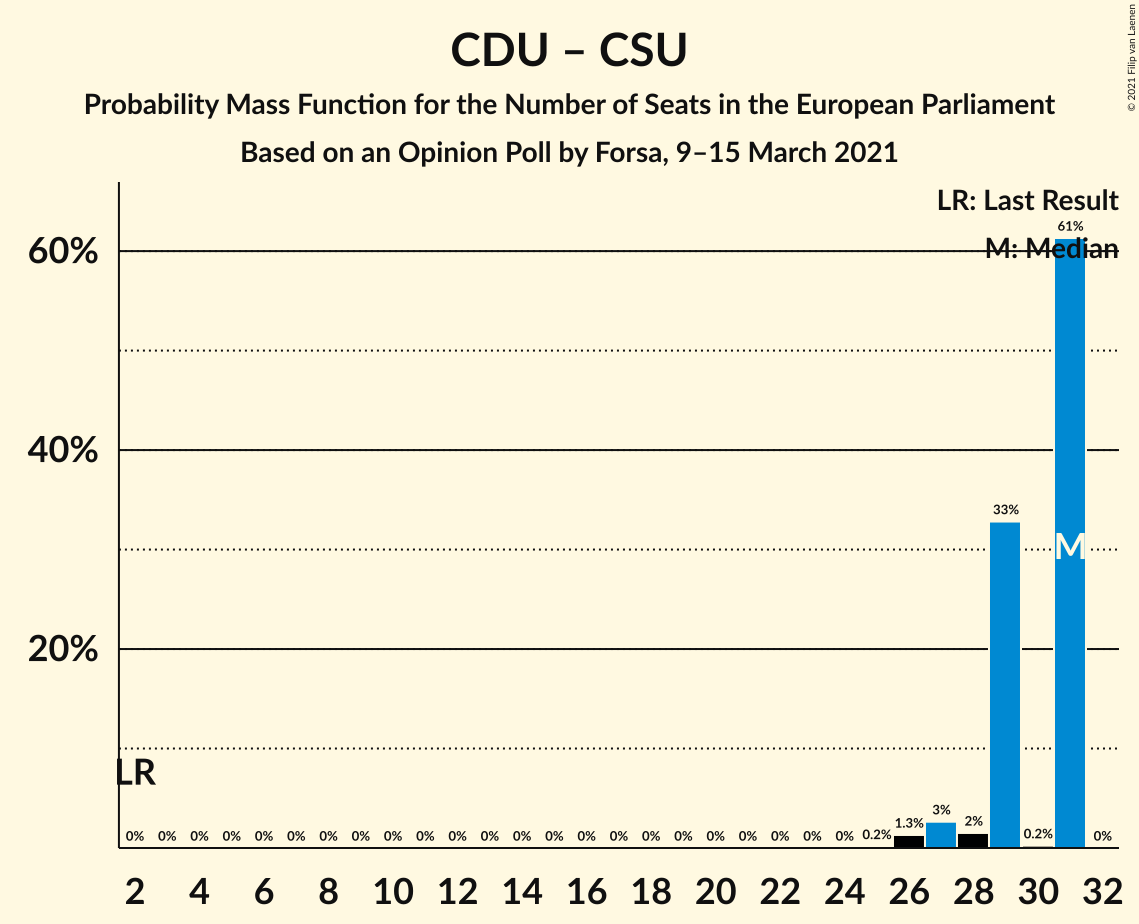 CDU – CSU
Probability Mass Function for the Number of Seats in the European Parliament
Based on an Opinion Poll by Forsa, 9–15 March 2021
© 2021 Filip van Laenen
LR: Last Result
M: Median
60%
40%
20%
61%
33%
M
LR
0% 0% 0% 0% 0% 0% 0% 0% 0% 0% 0% 0% 0% 0% 0% 0% 0% 0% 0% 0% 0% 0% 0% 0.2% 1.3% 3% 2% 0.2% 0%
2 4 6 8 10 12 14 16 18 20 22 24 26 28 30 32